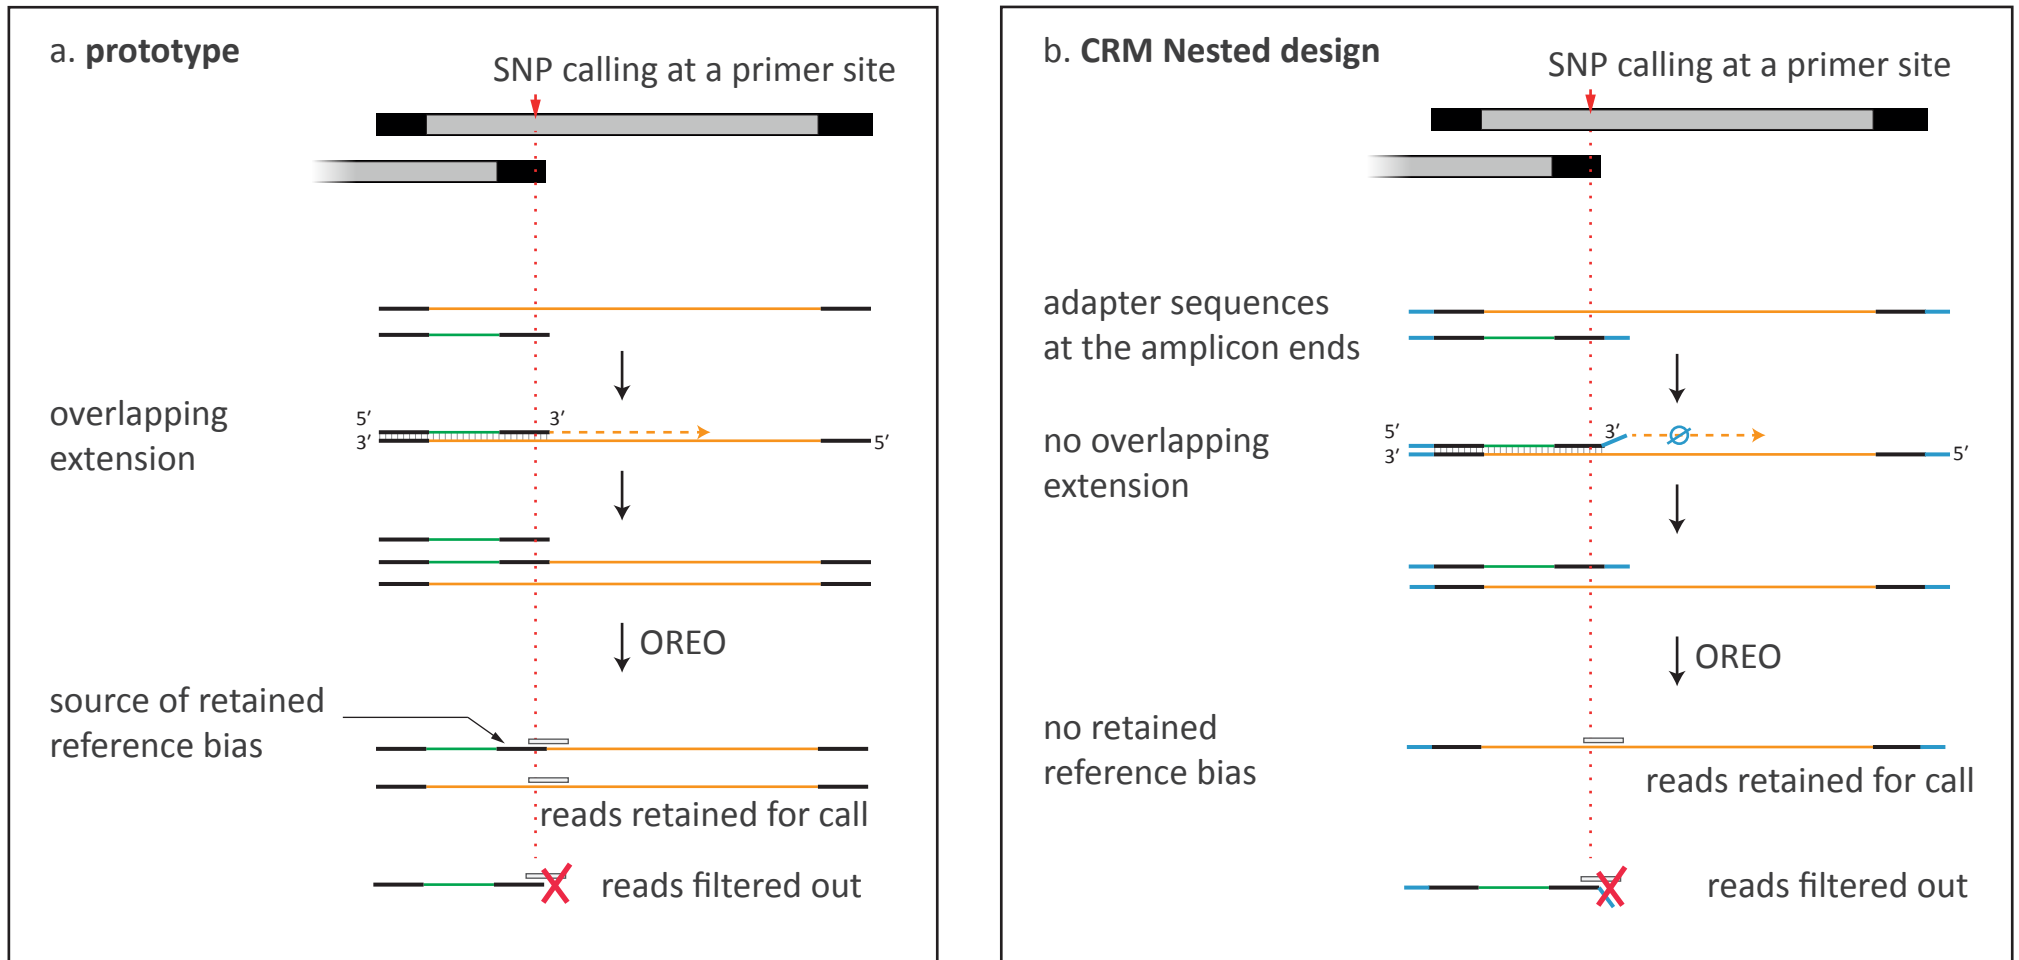 a. prototype
SNP calling at a primer site
overlapping
extension
5′
3′
3′
5′
OREO
source of retained
reference bias
reads retained for call
reads filtered out
b. CRM Nested design
SNP calling at a primer site
adapter sequences
at the amplicon ends
no overlapping
extension
5′
3′
3′
5′
OREO
no retained
reference bias
reads retained for call
reads filtered out